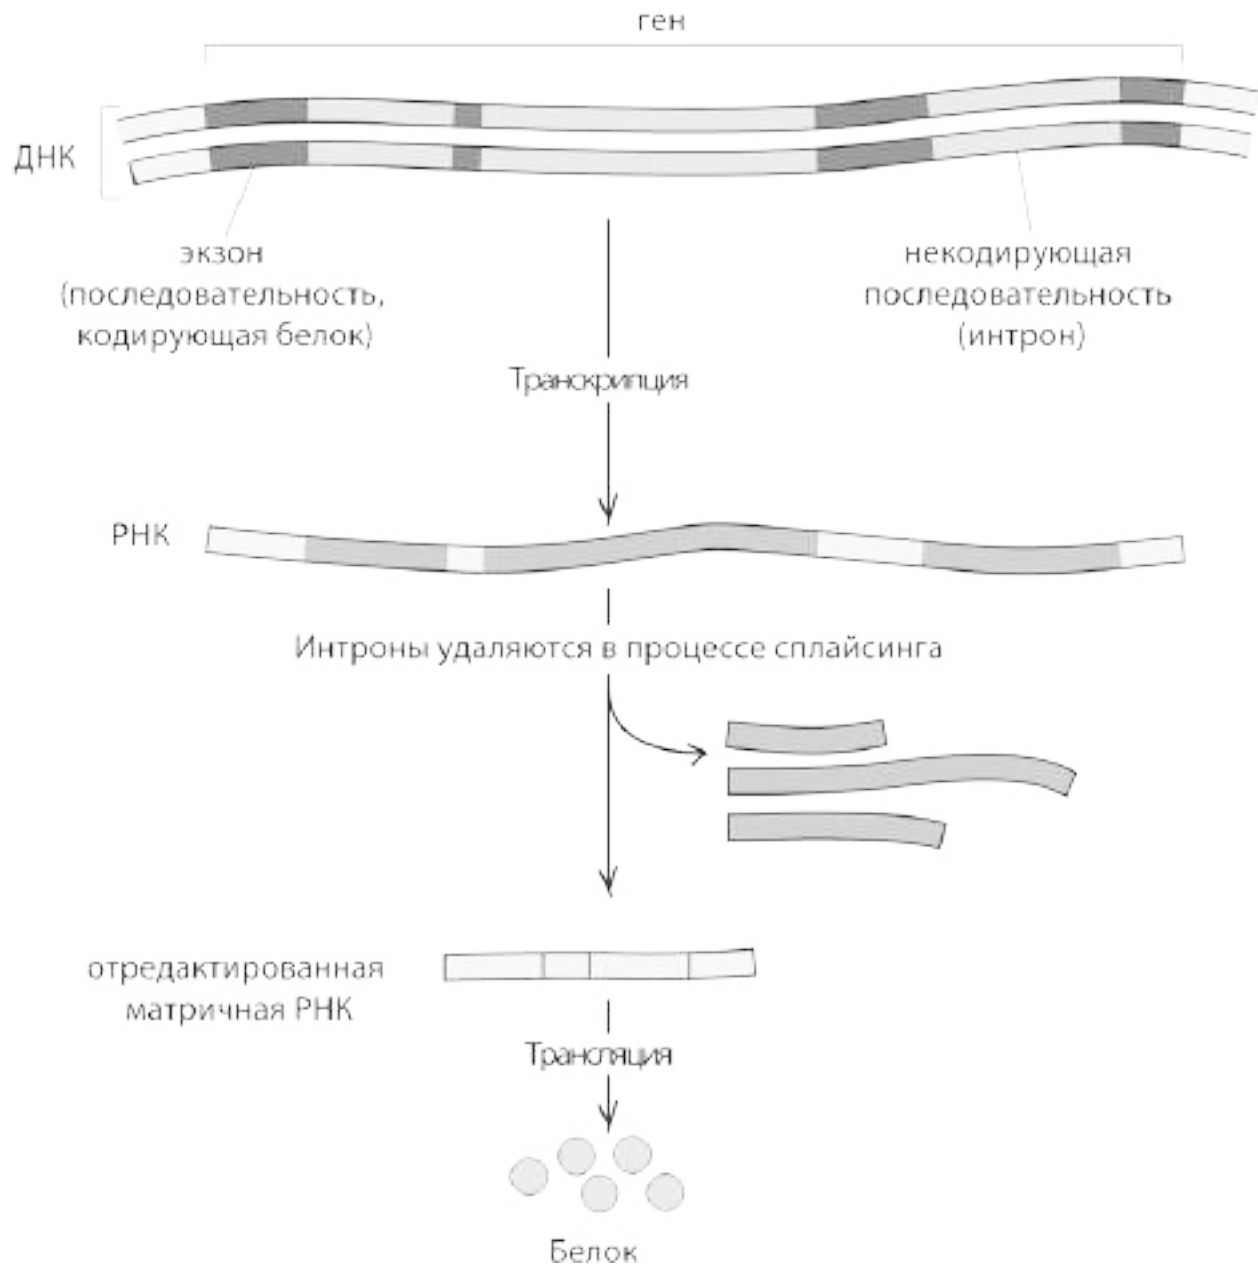 ген
ДНК
экзон
(последовательность,
кодирующая белок)
некодирующая
последовательность
(интрон)
Транскрипция
РНК
Интроны удаляются в процессе сплайсинга
отредактированная
матричная РНК
Трансляция
Белок